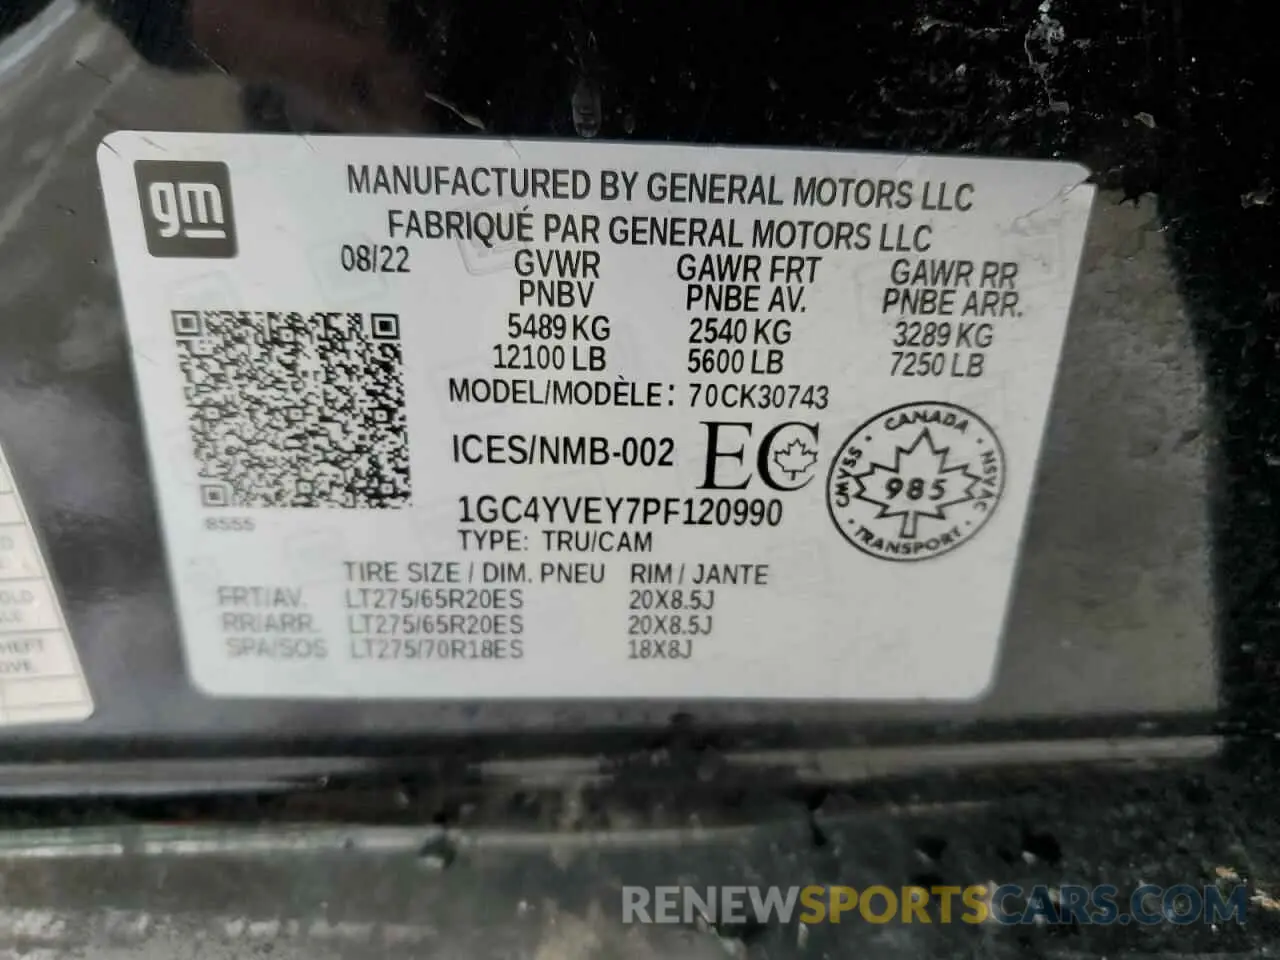 gm
MANUFACTURED BY GENERAL MOTORS LLC
FABRIQUÉ PAR GENERAL MOTORS LLC
08/22 GVWR GAWR FRT GAWR RR
PNBV PNBE AV. PNBE ARR.
5489 KG 2540 KG 3289 KG
12100 LB 5600 LB 7250 LB
MODEL/MODÈLE: 70CK30743
ICES/NMB-002 EC
CANADA
CMVSS 985 NSVAC
TRANSPORT
8555
1GC4YVEY7PF120990
TYPE: TRU/CAM
TIRE SIZE / DIM. PNEU RIM / JANTE
FRT/AV. LT275/65R20ES 20X8.5J
RR/ARR. LT275/65R20ES 20X8.5J
SPA/SOS LT275/70R18ES 18X8J
RENEWSPORTSCARS.COM